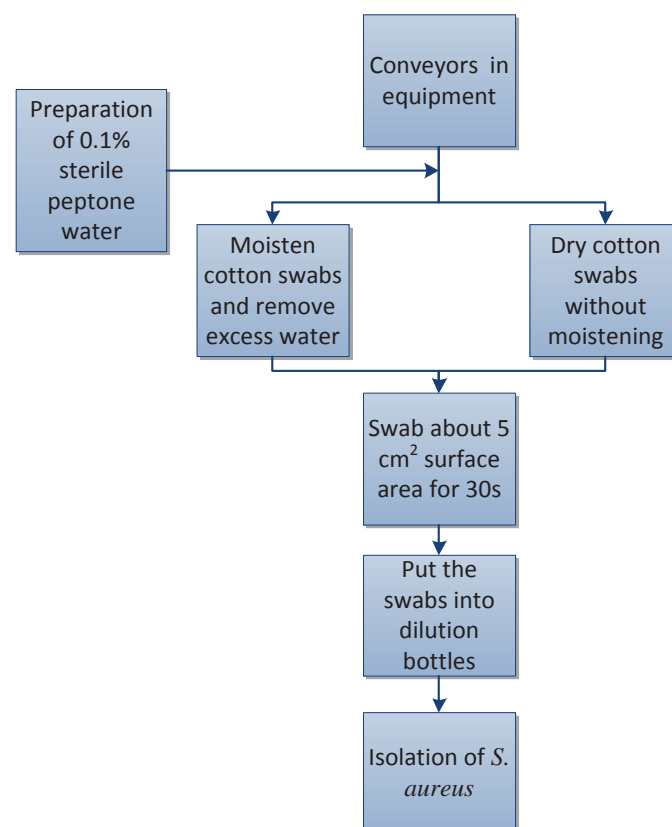 Conveyors in
equipment
Preparation
of 0.1%
sterile
peptone
water
Moisten
cotton swabs
and remove
excess water
Dry cotton
swabs
without
moistening
Swab about 5
cm² surface
area for 30s
Put the
swabs into
dilution
bottles
Isolation of S.
aureus